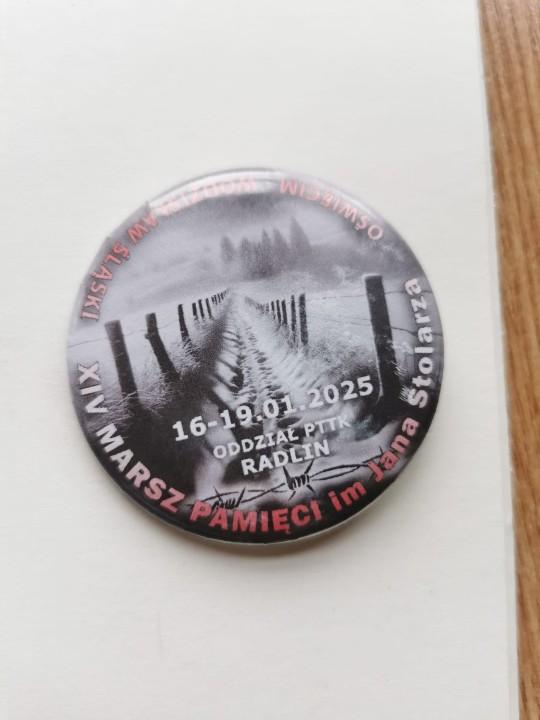 OŚWIĘCIM WODZISŁAW ŚLĄSKI
16-19.01.2025
ODDZIAŁ PTTK
RADLIN
XIV MARSZ PAMIĘCI im Jana Stolarza